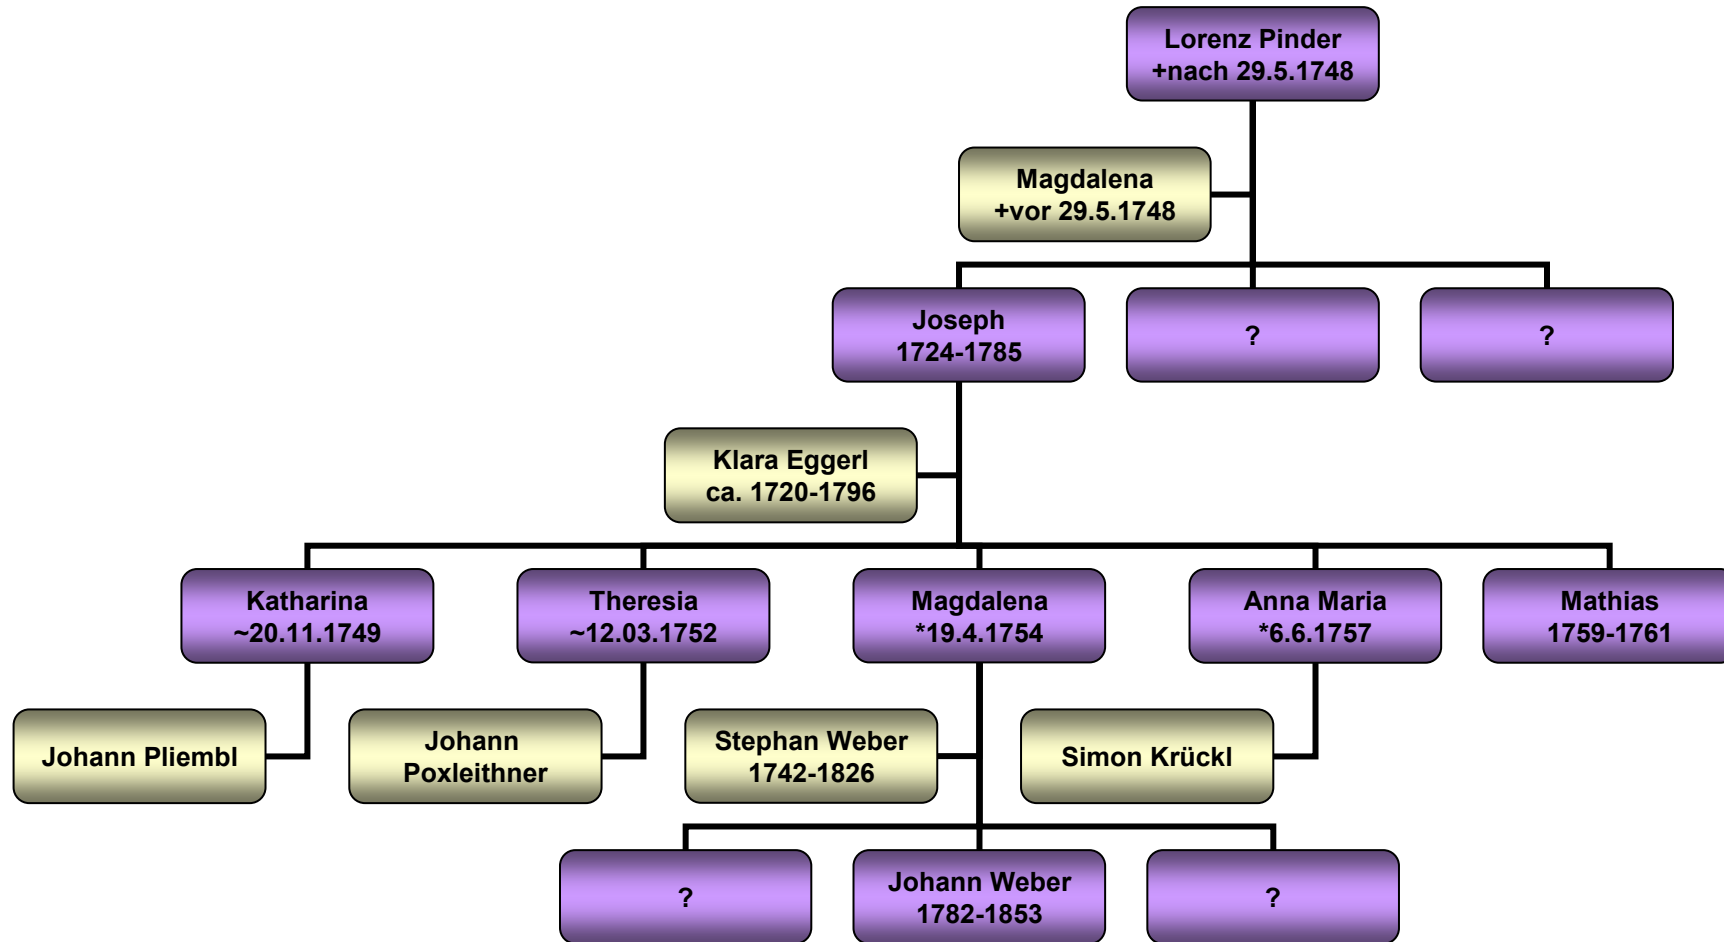 Lorenz Pinder
+nach 29.5.1748
Magdalena
+vor 29.5.1748
Joseph
1724-1785
?
?
Klara Eggerl
ca. 1720-1796
Katharina
~20.11.1749
Theresia
~12.03.1752
Magdalena
*19.4.1754
Anna Maria
*6.6.1757
Mathias
1759-1761
Johann Pliembl
Johann
Poxleithner
Stephan Weber
1742-1826
Simon Krückl
?
Johann Weber
1782-1853
?